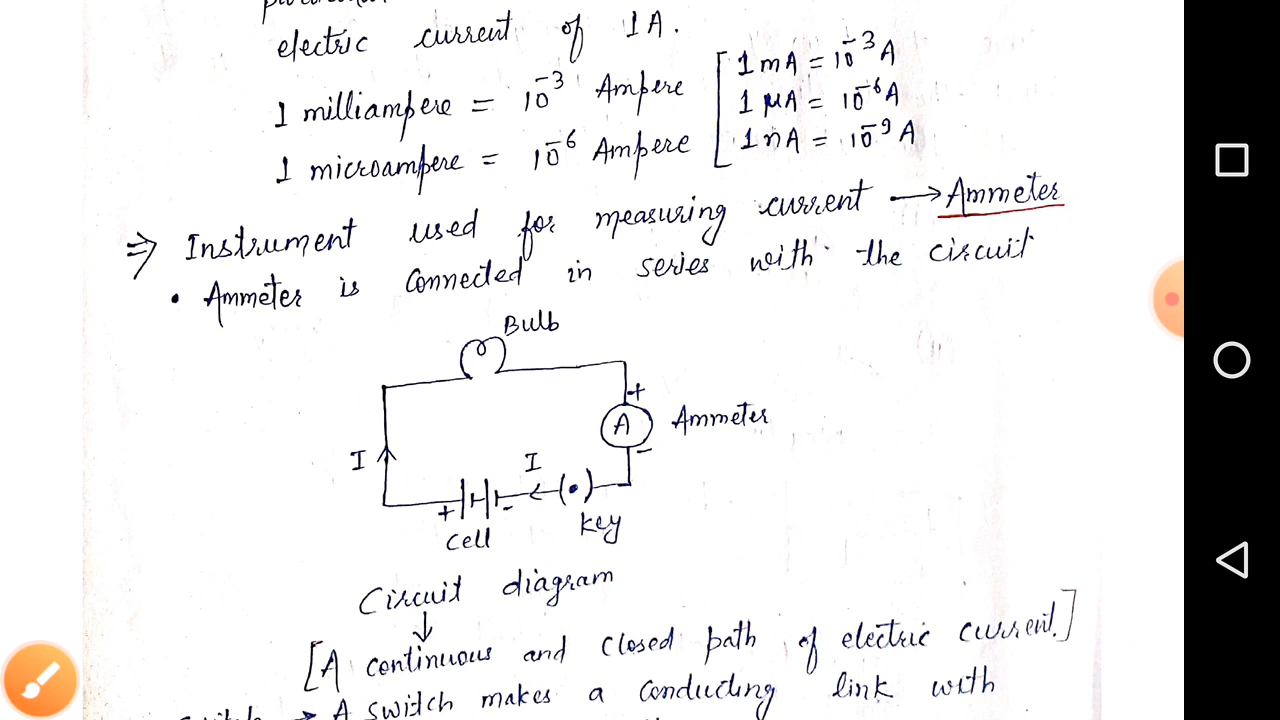 electric current of 1A.
1 milliampere = 10⁻³ Ampere
1 microampere = 10⁻⁶ Ampere
[ 1 mA = 10⁻³ A
1 μA = 10⁻⁶ A
1 nA = 10⁻⁹ A
⇒ Instrument used for measuring current → Ammeter
• Ammeter is connected in series with the circuit
Bulb
+
A Ammeter
-
I
I
+ -
(•)
Key
Cell
Circuit diagram
↓
[A continuous and closed path of electric current.]
Switch → A switch makes a conducting link with